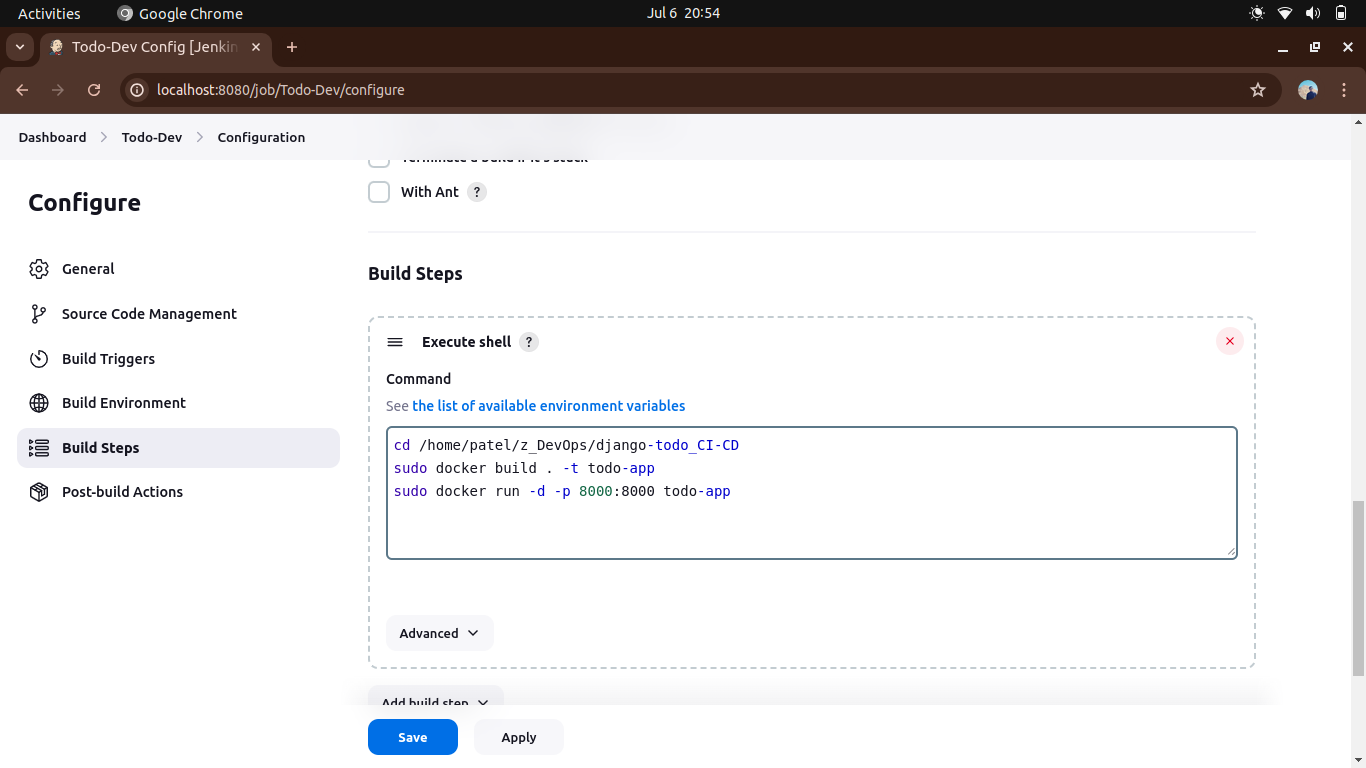 Activities
Google Chrome
Jul 6 20:54
Todo-Dev Config [Jenkin
localhost:8080/job/Todo-Dev/configure
Dashboard
Todo-Dev
Configuration
Terminate a build if it's stuck
With Ant ?
Configure
General
Source Code Management
Build Triggers
Build Environment
Build Steps
Post-build Actions
Build Steps
Execute shell ?
Command
See the list of available environment variables
cd /home/patel/z_DevOps/django-todo_CI-CD
sudo docker build . -t todo-app
sudo docker run -d -p 8000:8000 todo-app
Advanced
Add build step
Save
Apply